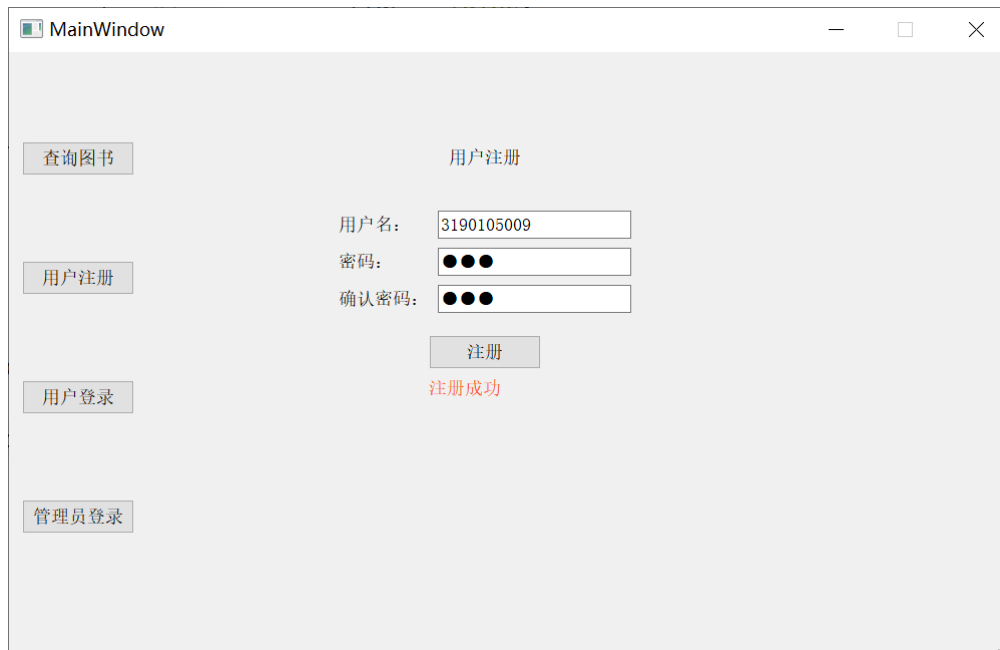 MainWindow
查询图书
用户注册
用户名：
3190105009
密码：
●●●
确认密码：
●●●
注册
注册成功
用户注册
用户登录
管理员登录